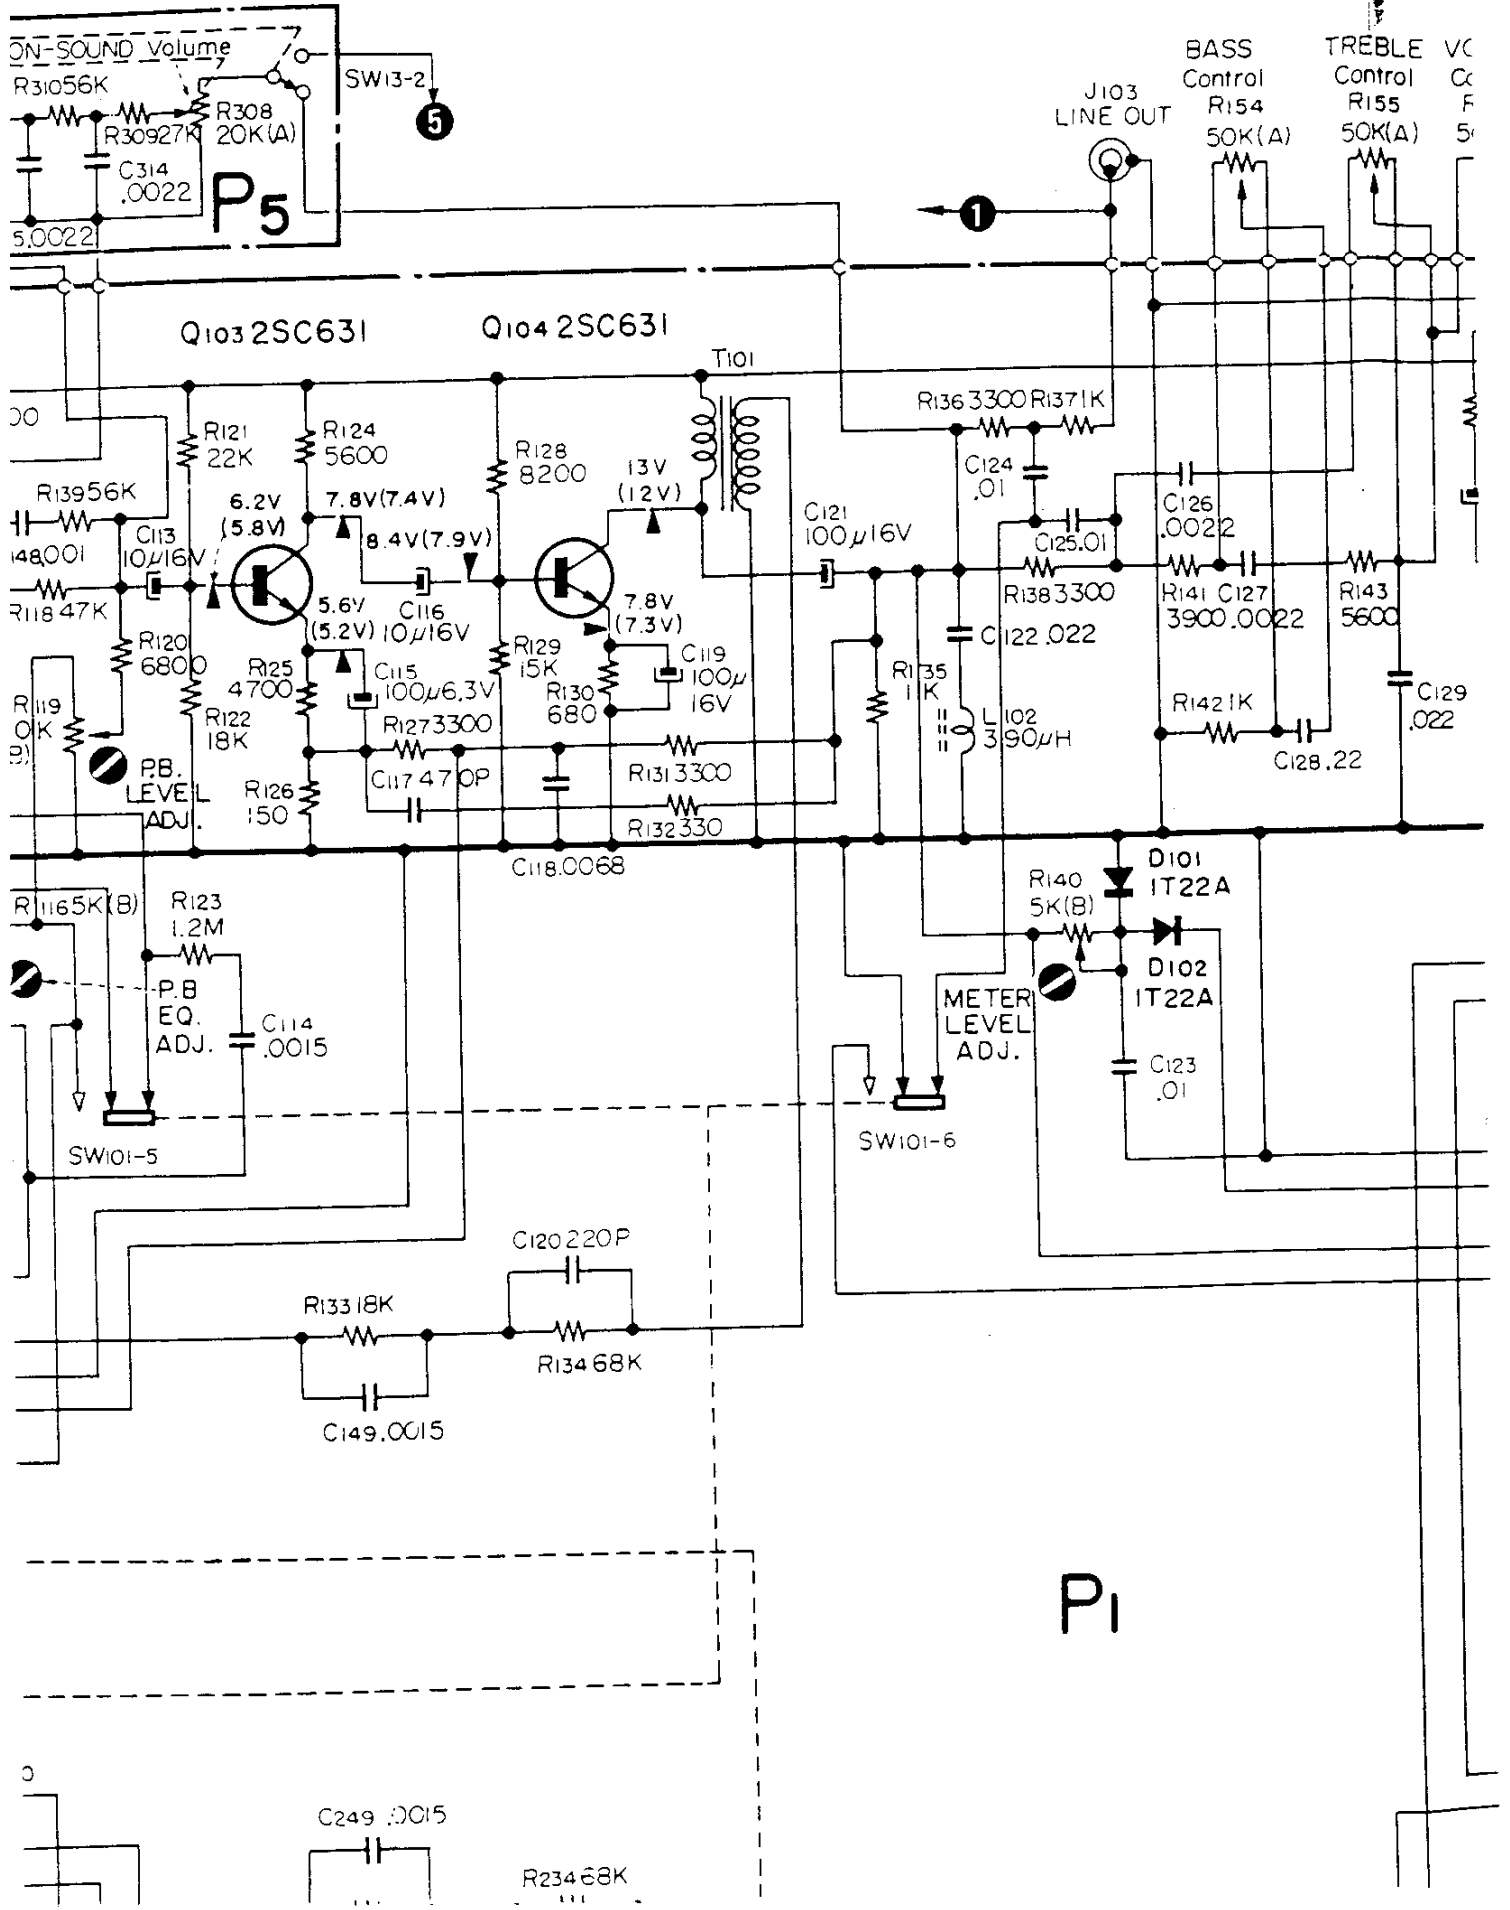 ON-SOUND Volume
R310 56K
R309 27K
R308
20K(A)
C314
.0022
5.0022
P5
SW13-2
5
J103
LINE OUT
1
BASS
Control
R154
50K(A)
TREBLE
Control
R155
50K(A)
Q103 2SC631
Q104 2SC631
T101
R121
22K
R124
5600
R128
8200
R139 56K
148.001
C113
10μ16V
6.2V
(5.8V)
7.8V(7.4V)
8.4V(7.9V)
13V
(12V)
C121
100μ16V
R136 3300
R137 1K
C124
.01
C125 .01
C126
.0022
R118 47K
R120
6800
5.6V
(5.2V)
C116
10μ16V
7.8V
(7.3V)
R138 3300
R141
3900
C127
.0022
R143
5600
R119
0K
B)
R122
18K
R125
4700
C115
100μ6.3V
R129
15K
R130
680
C119
100μ
16V
R135
1K
C122 .022
L102
390μH
R142 1K
C128 .22
C129
.022
P.B.
LEVEL
ADJ.
R126
150
R127 3300
C117 470P
R131 3300
R132 330
C118 .0068
R116 5K(B)
R123
1.2M
P.B
EQ.
ADJ.
C114
.0015
R140
5K(B)
D101
1T22A
D102
1T22A
METER
LEVEL
ADJ.
C123
.01
SW101-5
SW101-6
C120 220P
R133 18K
R134 68K
C149 .0015
P1
C249 .0015
R234 68K